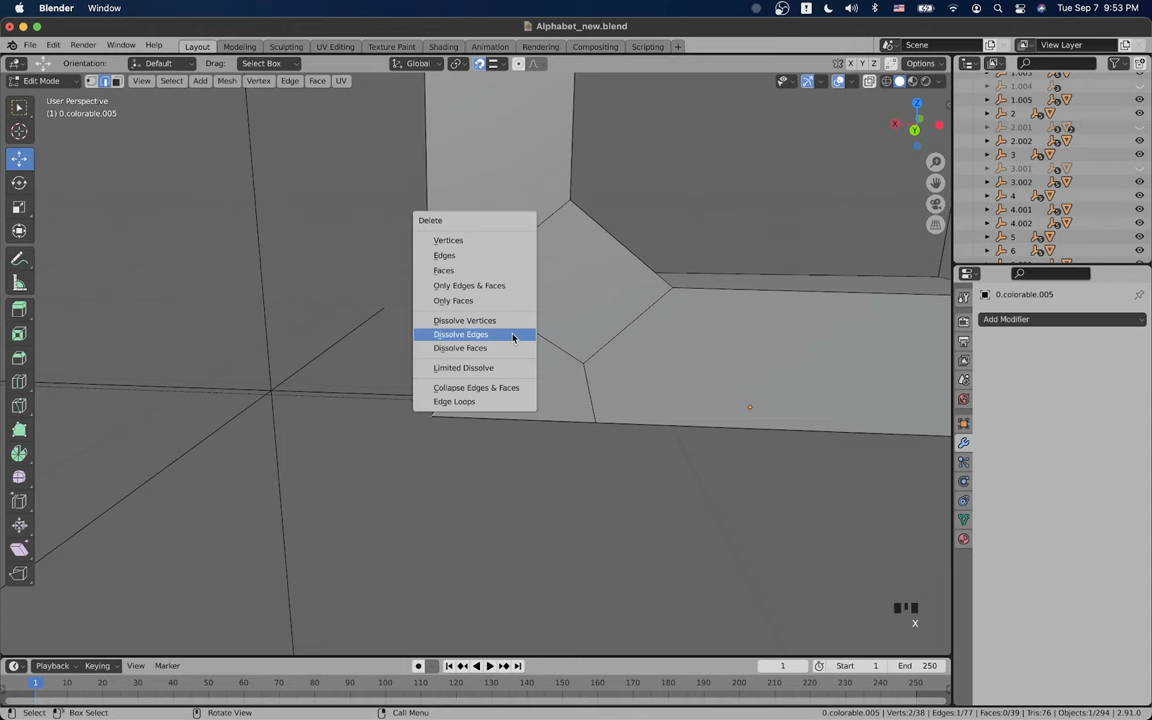 Blender Window Tue Sep 7 9:53 PM
Alphabet_new.blend
File Edit Render Window Help Layout Modeling Sculpting UV Editing Texture Paint Shading Animation Rendering Compositing Scripting + Scene View Layer
Orientation: Default Drag: Select Box Global X Y Z Options
Edit Mode View Select Add Mesh Vertex Edge Face UV
User Perspective
(1) 0.colorable.005
Z
X
Y
1.003
1.004
1.005
2
2.001
2.002
3
3.001
3.002
4
4.001
4.002
5
6
0.colorable.005
Add Modifier
Delete
Vertices
Edges
Faces
Only Edges & Faces
Only Faces
Dissolve Vertices
Dissolve Edges
Dissolve Faces
Limited Dissolve
Collapse Edges & Faces
Edge Loops
X
Playback Keying View Marker 1 Start 1 End 250
1 10 20 30 40 50 60 70 80 90 100 110 120 130 140 150 160 170 180 190 200 210 220 230 240 250
Select Box Select Rotate View Call Menu 0.colorable.005 | Verts:2/38 | Edges:1/77 | Faces:0/39 | Tris:76 | Objects:1/294 | 2.91.0